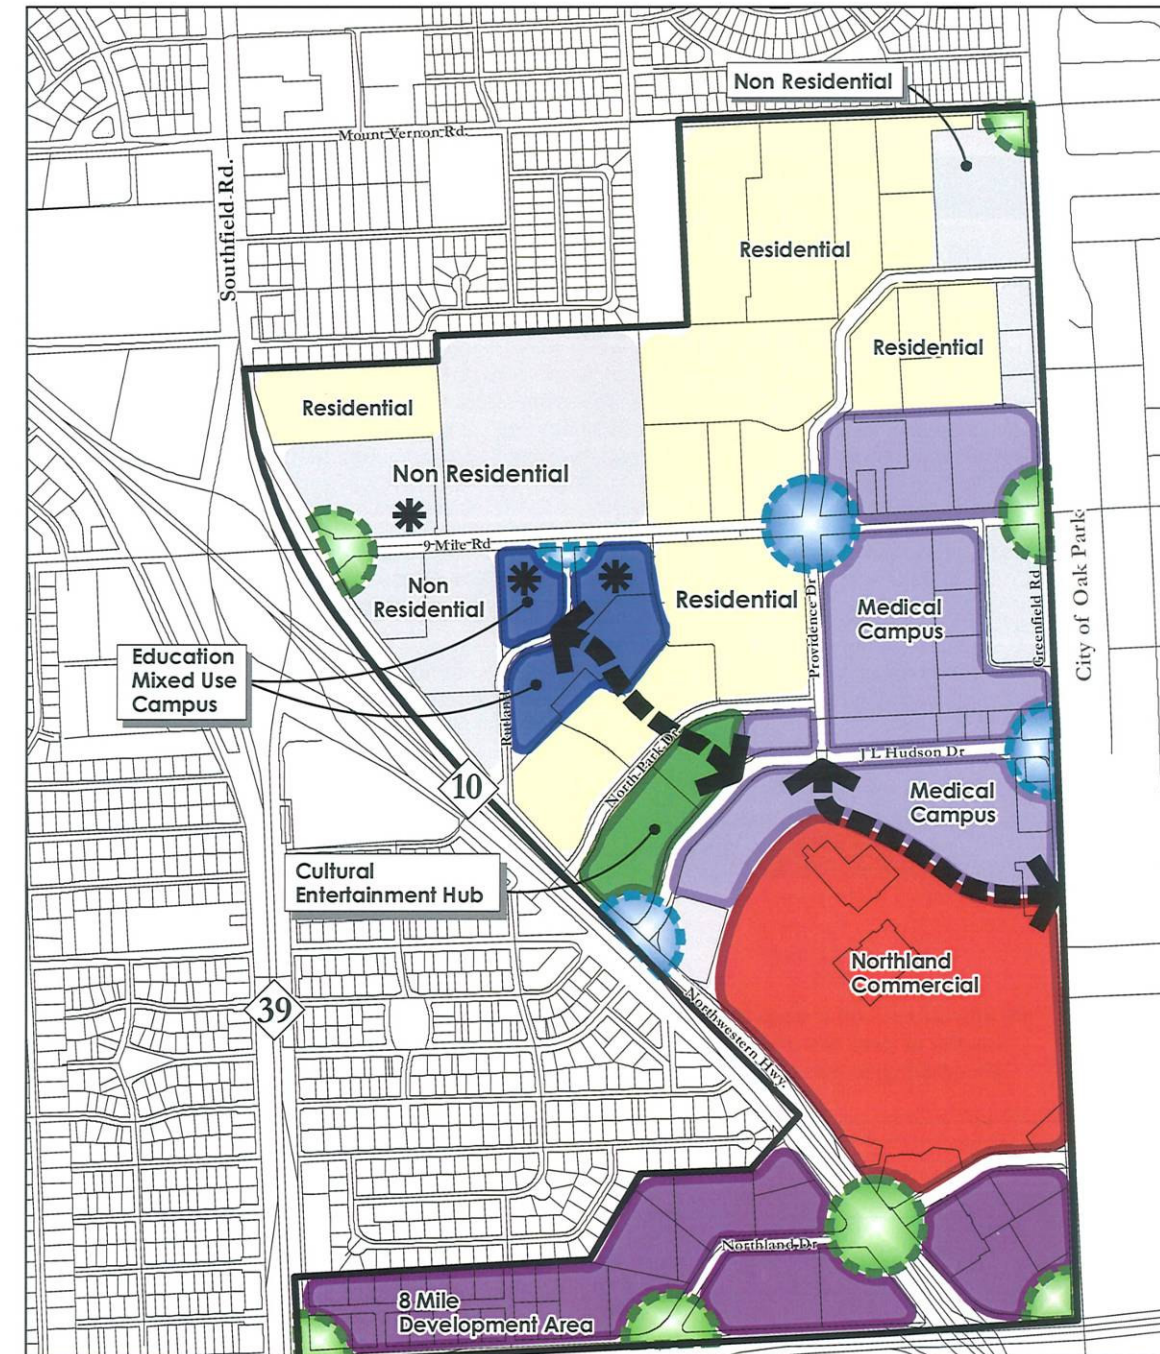 Non Residential
Mount Vernon Rd.
Southfield Rd.
Residential
Residential
Residential
Non Residential
9 Mile Rd
Non
Residential
Residential
Medical
Campus
Providence Dr
Greenfield Rd
City of Oak Park
Education
Mixed Use
Campus
Rutland
North Park Dr
J L Hudson Dr
10
Medical
Campus
Cultural
Entertainment Hub
Northland
Commercial
39
Northwestern Hwy.
Northland Dr
8 Mile
Development Area